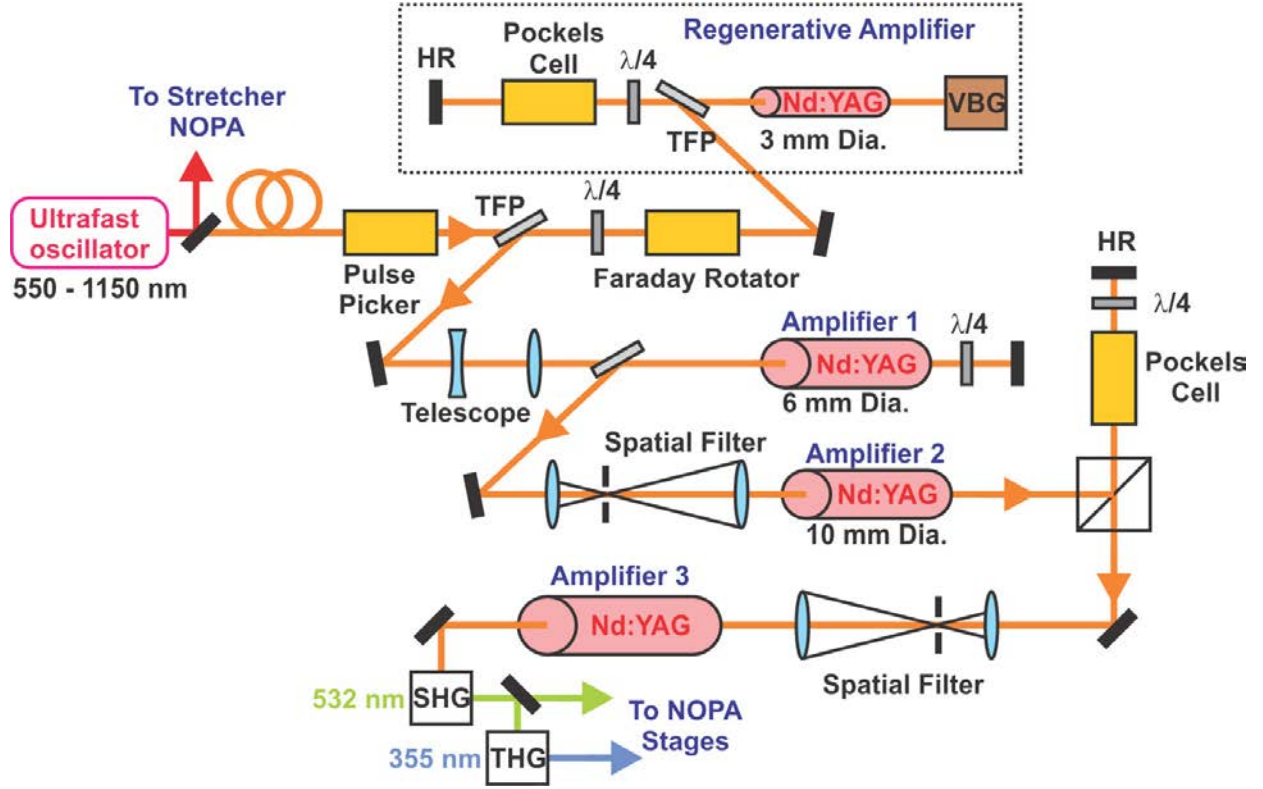 Regenerative Amplifier
HR
Pockels
Cell
λ/4
TFP
Nd:YAG
3 mm Dia.
VBG
To Stretcher
NOPA
Ultrafast
oscillator
550 - 1150 nm
Pulse
Picker
TFP
λ/4
Faraday Rotator
HR
λ/4
Pockels
Cell
Telescope
Amplifier 1
Nd:YAG
6 mm Dia.
λ/4
Spatial Filter
Amplifier 2
Nd:YAG
10 mm Dia.
Amplifier 3
Nd:YAG
Spatial Filter
532 nm
SHG
To NOPA
Stages
355 nm
THG